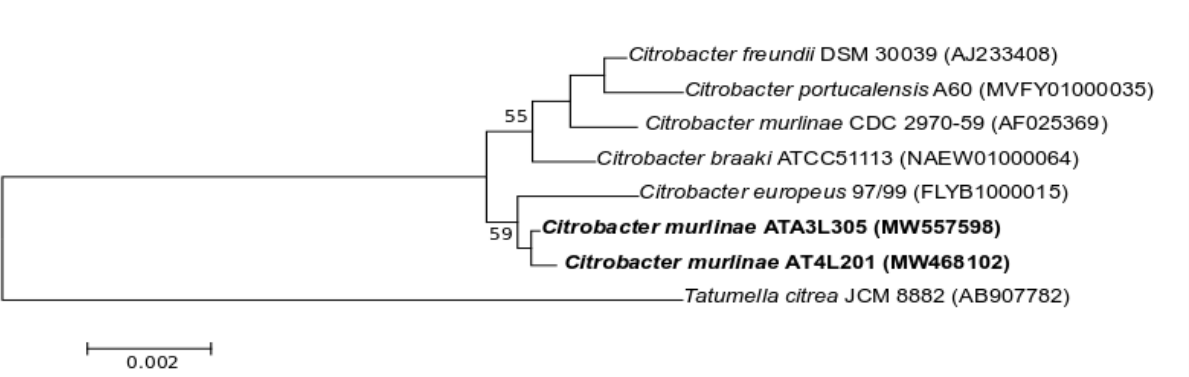 Citrobacter freundii DSM 30039 (AJ233408)
Citrobacter portucalensis A60 (MVFY01000035)
55
Citrobacter murlinae CDC 2970-59 (AF025369)
Citrobacter braaki ATCC51113 (NAEW01000064)
Citrobacter europeus 97/99 (FLYB1000015)
Citrobacter murlinae ATA3L305 (MW557598)
59
Citrobacter murlinae AT4L201 (MW468102)
Tatumella citrea JCM 8882 (AB907782)
0.002